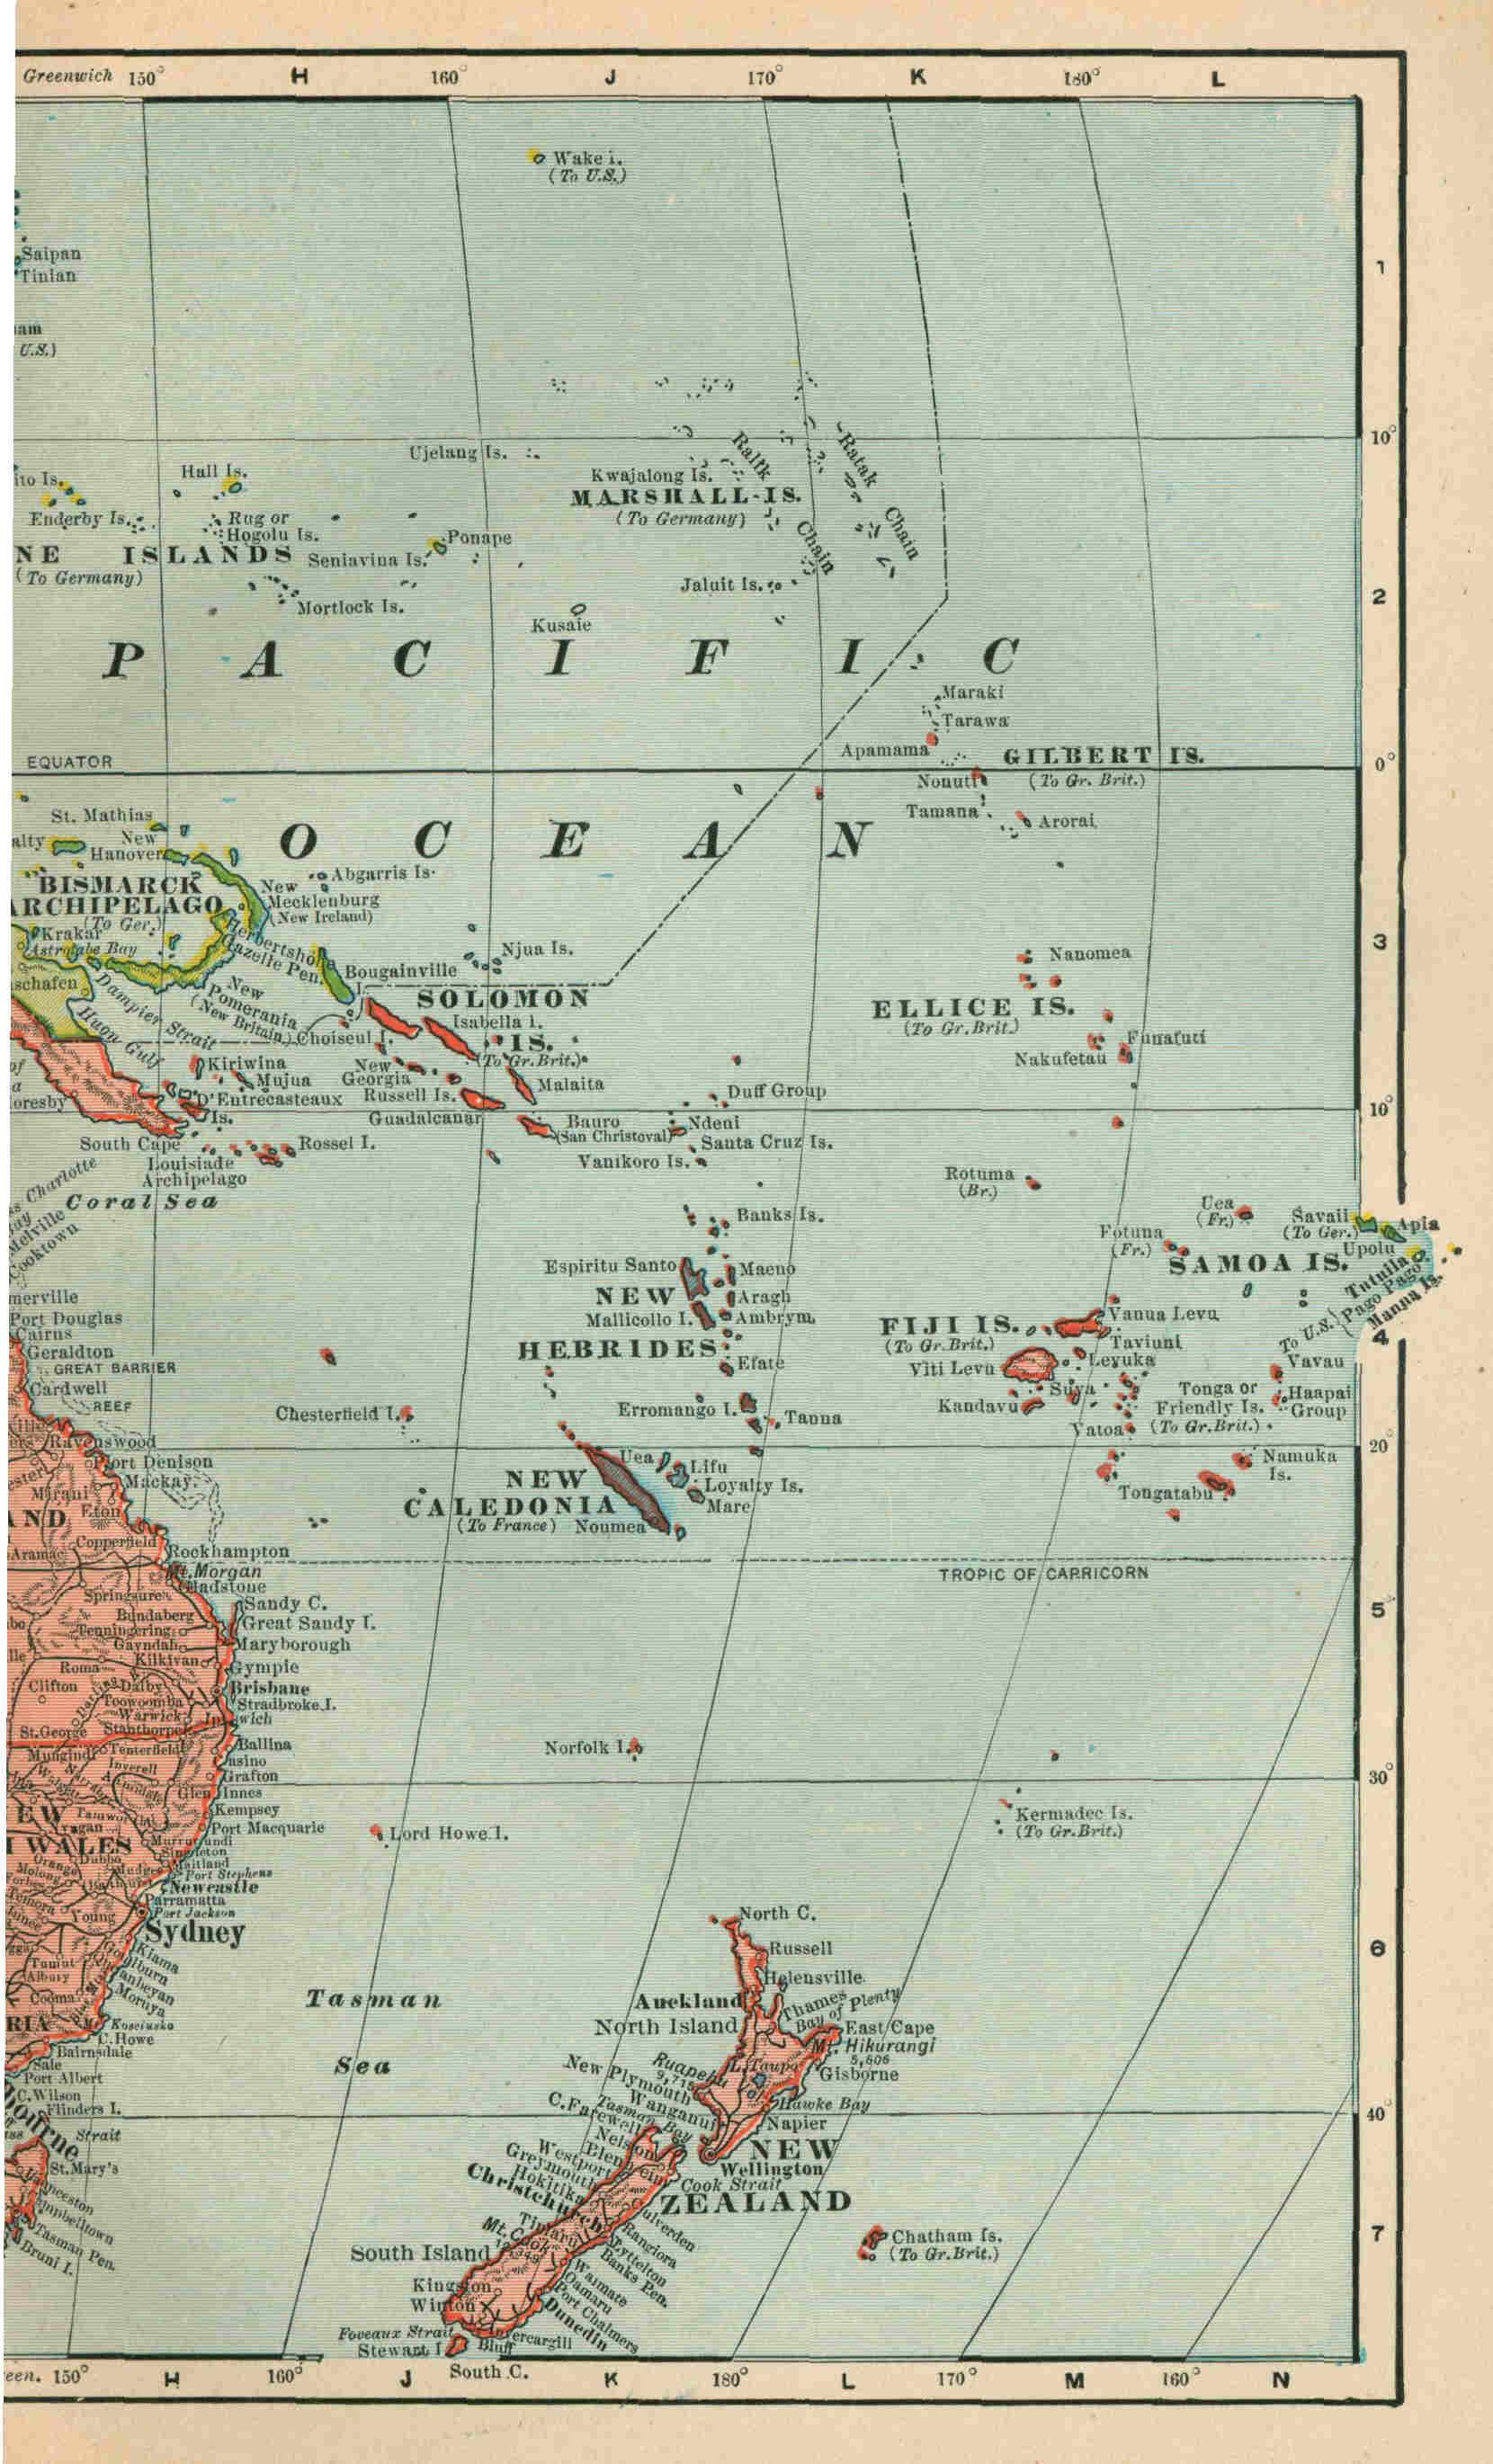 Greenwich 150° H 160° J 170° K 180° L
Wake i.
(To U.S.)
Saipan
Tinian
U.S.)
1
10°
Ujelang Is.
Hall Is.
Kwajalong Is.
Ralik
Ratak
MARSHALL-IS.
(To Germany)
Chain
Chain
Enderby Is.
Rug or
Hogolu Is.
Ponape
NE ISLANDS
Seniavina Is.
(To Germany)
Jaluit Is.
Mortlock Is.
2
Kusaie
PACIFIC
Maraki
Tarawa
Apamama
GILBERT IS.
EQUATOR
0°
Nonuti
(To Gr. Brit.)
Tamana
Arorai
St. Mathias
New
Hanover
OCEAN
Abgarris Is.
BISMARCK
ARCHIPELAGO
(To Ger.)
New
Mecklenburg
(New Ireland)
Krakar
Astrolabe Bay
Herbertshohe
Gazelle Pen.
3
Njua Is.
Nanomea
Bougainville
I.
schafen
New
Pomerania
(New Britain)
Dampier Strait
Huon Gulf
SOLOMON
IS.
(To Gr. Brit.)
Isabella I.
Choiseul I.
ELLICE IS.
(To Gr. Brit.)
Funafuti
Nakufetau
Kiriwina
Mujua
New
Georgia
Malaita
Duff Group
D'Entrecasteaux
Is.
Russell Is.
10°
oresby
Guadalcanar
Bauro
(San Christoval)
Ndeni
Santa Cruz Is.
South Cape
Rossel I.
Vanikoro Is.
Louisiade
Archipelago
Rotuma
(Br.)
Coral Sea
Charlotte
Melville
Cooktown
Banks Is.
Uea
(Fr.)
Savaii
(To Ger.)
Apia
Upolu
Fotuna
(Fr.)
SAMOA IS.
Tutuila
Pago Pago
Manua Is.
To U.S.
Espiritu Santo
Maeno
NEW
Aragh
Mallicollo I.
Ambrym
HEBRIDES
Efate
merville
Port Douglas
Cairns
Geraldton
GREAT BARRIER
REEF
Cardwell
FIJI IS.
(To Gr. Brit.)
Vanua Levu
Taviuni
4
Viti Levu
Levuka
Suva
Kandavu
Vatoa
Vavau
Tonga or
Friendly Is.
(To Gr. Brit.)
Haapai
Group
Chesterfield I.
Erromango I.
Tanna
20°
Ravenswood
Port Denison
Mackay
Mirani
Eton
ND
Uea
Lifu
Loyalty Is.
Mare
NEW
CALEDONIA
(To France)
Noumea
Namuka
Is.
Tongatabu
Copperfield
Rockhampton
Mt. Morgan
Gladstone
TROPIC OF CAPRICORN
Springsure
Sandy C.
Bundaberg
Great Sandy I.
5
Tenningering
Gayndah
Maryborough
Kilkivan
Gympie
Roma
Clifton
Dalby
Brisbane
Toowoomba
Stradbroke I.
Warwick
Ipswich
St. George
Stanthorpe
Ballina
Mungindi
Tenterfield
Casino
Inverell
Grafton
Norfolk I.
30°
Glen Innes
Kempsey
Port Macquarie
Lord Howe I.
Kermadec Is.
(To Gr. Brit.)
EW
WALES
Murrurundi
Singleton
Maitland
Port Stephens
Newcastle
Orange
Dubbo
Parramatta
Port Jackson
Sydney
Young
Kiama
Goulburn
Moruya
Albury
Cooma
Mt. Kosciusko
C. Howe
RIA
Bairnsdale
Sale
Port Albert
C. Wilson
Flinders I.
Strait
bourne
St. Mary's
Tasman Pen.
Bruni I.
6
North C.
Russell
Helensville
Tasman
Sea
Auckland
Thames
Bay of Plenty
North Island
East Cape
Mt. Hikurangi
5,606
Ruapehu
L. Taupo
Gisborne
New Plymouth
Wanganui
Hawke Bay
40°
Napier
C. Farewell
Tasman Bay
Nelson
NEW
ZEALAND
Wellington
Cook Strait
Westport
Greymouth
Hokitika
Christchurch
Culverden
Rangiora
Lyttelton
Banks Pen.
7
Chatham Is.
(To Gr. Brit.)
Mt. Cook
Timaru
South Island
Waimate
Oamaru
Port Chalmers
Dunedin
Kingston
Winton
Foveaux Strait
Invercargill
Stewart I.
Bluff
South C.
een. 150° H 160° J K 180° L 170° M 160° N